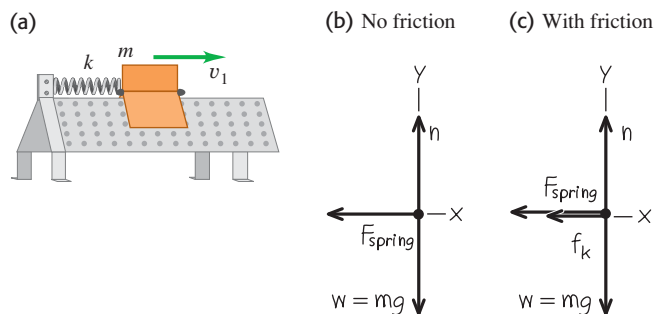 (a)
k
m
v₁
(b) No friction
Y
n
x
Fspring
w = mg
(c) With friction
Y
n
Fspring
x
fk
w = mg